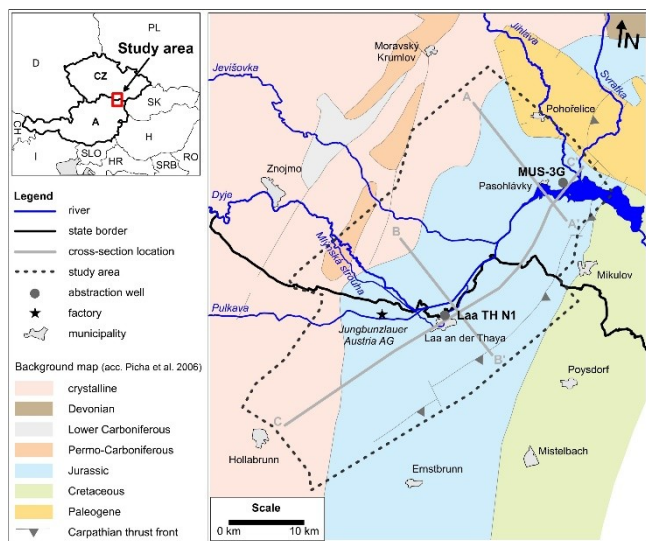 PL
D
Study area
CZ
SK
A
H
I
SLO
HR
SRB
RO
Legend
river
state border
cross-section location
study area
abstraction well
factory
municipality
Background map (acc. Picha et al. 2006)
crystalline
Devonian
Lower Carboniferous
Permo-Carboniferous
Jurassic
Cretaceous
Paleogene
Carpathian thrust front
N
Jihlava
Svratka
Moravský
Krumlov
Jevišovka
A
Pohořelice
C'
MUS-3G
Znojmo
Pasohlávky
Dyje
A'
Mlýnská strouha
B
Mikulov
Pulkava
Jungbunzlauer
Austria AG
Laa TH N1
Laa an der Thaya
B'
Poysdorf
C
Hollabrunn
Mistelbach
Ernstbrunn
Scale
0 km
10 km